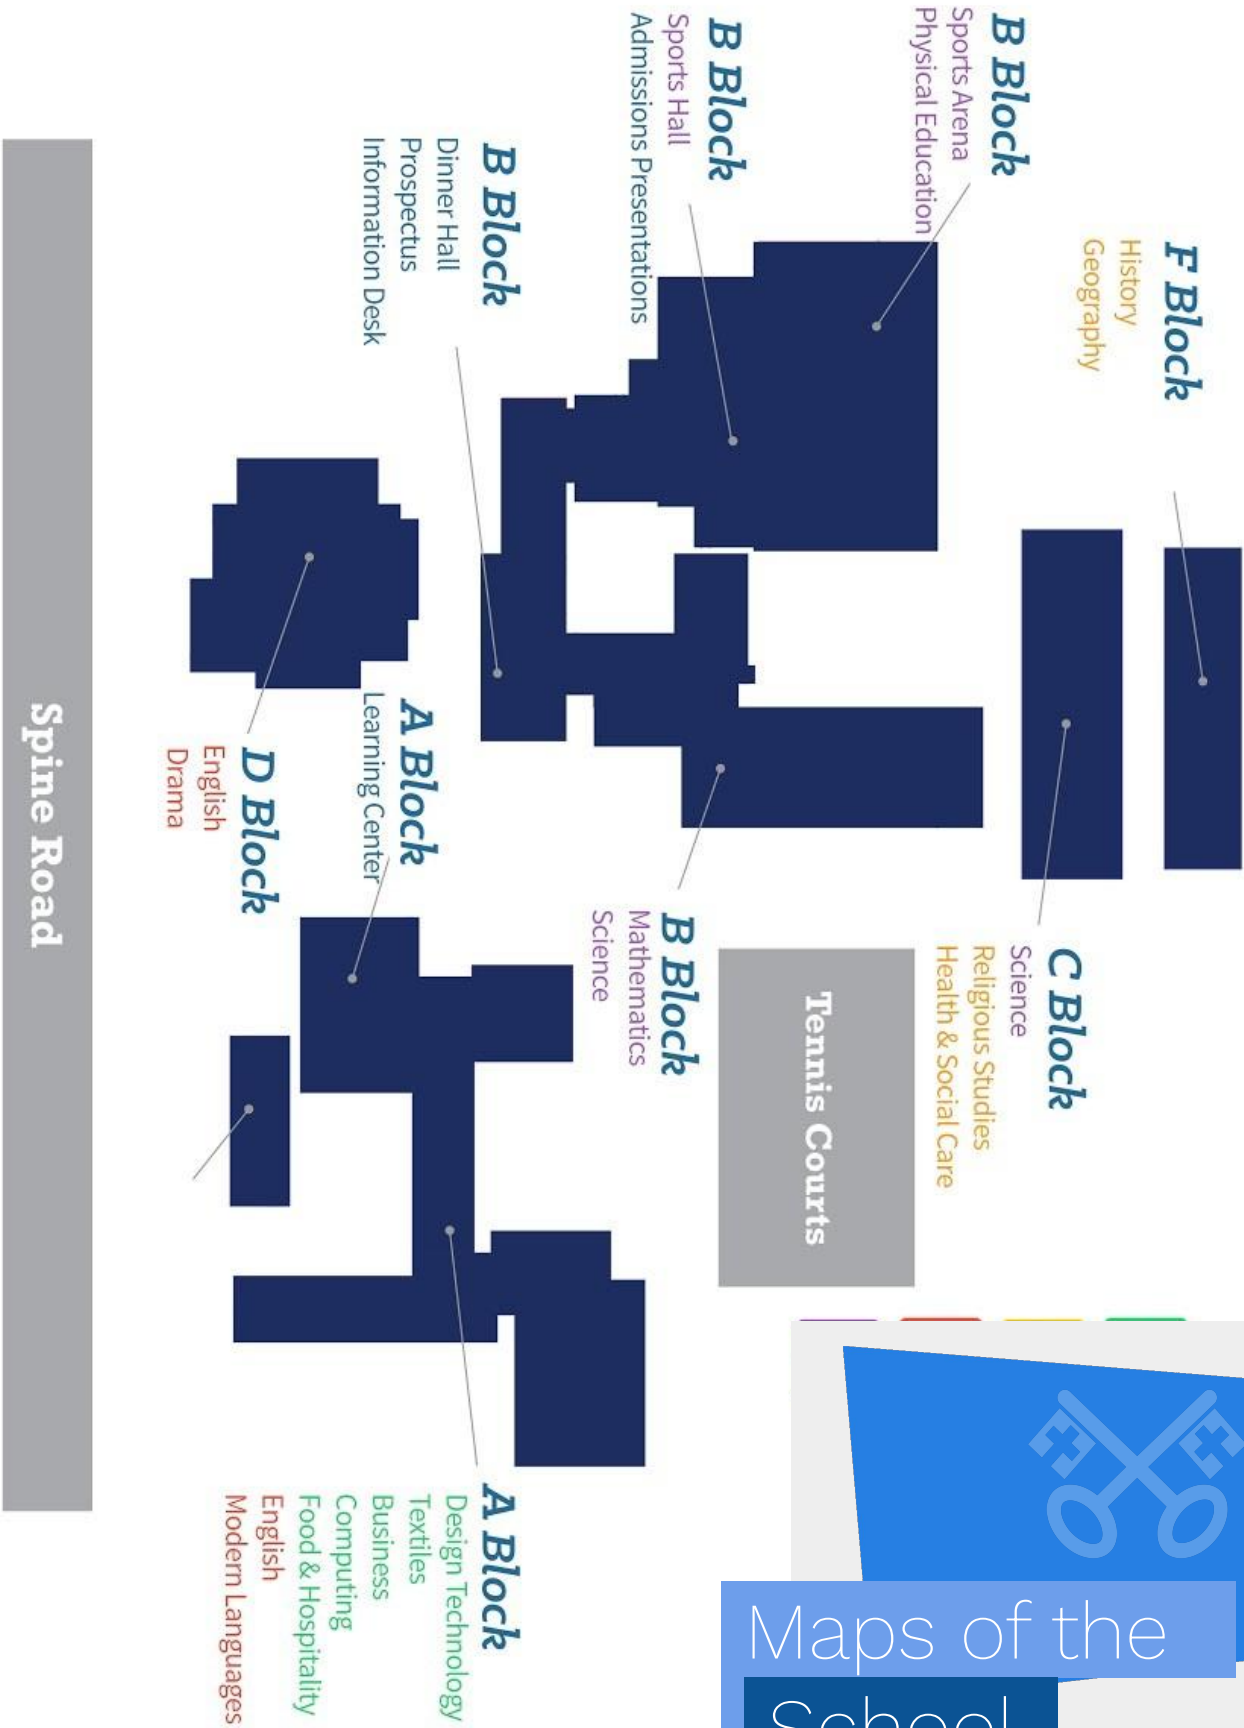 F Block
History
Geography
B Block
Sports Arena
Physical Education
B Block
Sports Hall
Admissions Presentations
B Block
Dinner Hall
Prospectus
Information Desk
C Block
Science
Religious Studies
Health & Social Care
Tennis Courts
B Block
Mathematics
Science
A Block
Learning Center
D Block
English
Drama
A Block
Design Technology
Textiles
Business
Computing
Food & Hospitality
English
Modern Languages
Spine Road
Maps of the
School